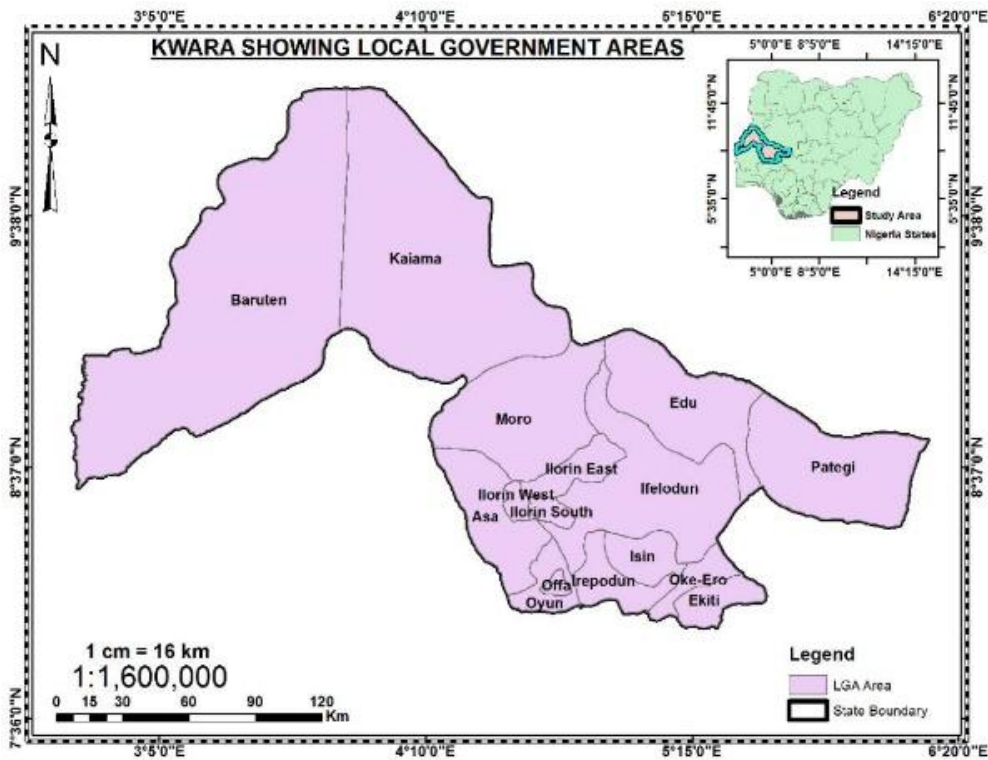 3°5'0"E 4°10'0"E 5°15'0"E 6°20'0"E
KWARA SHOWING LOCAL GOVERNMENT AREAS
N
5°0'0"E 8°5'0"E 14°15'0"E
11°45'0"N 11°45'0"N
5°35'0"N 5°35'0"N
Legend
Study Area
Nigeria States
5°0'0"E 8°5'0"E 14°15'0"E
9°38'0"N 9°38'0"N
Kaiama
Baruten
Edu
Moro
8°37'0"N 8°37'0"N
Ilorin East
Pategi
Ilorin West
Ifelodun
Ilorin South
Asa
Isin
Offa
Irepodun
Oke-Ero
Oyun
Ekiti
1 cm = 16 km
1:1,600,000
0 15 30 60 90 120
Km
Legend
LGA Area
State Boundary
7°36'0"N 7°36'0"N
3°5'0"E 4°10'0"E 5°15'0"E 6°20'0"E